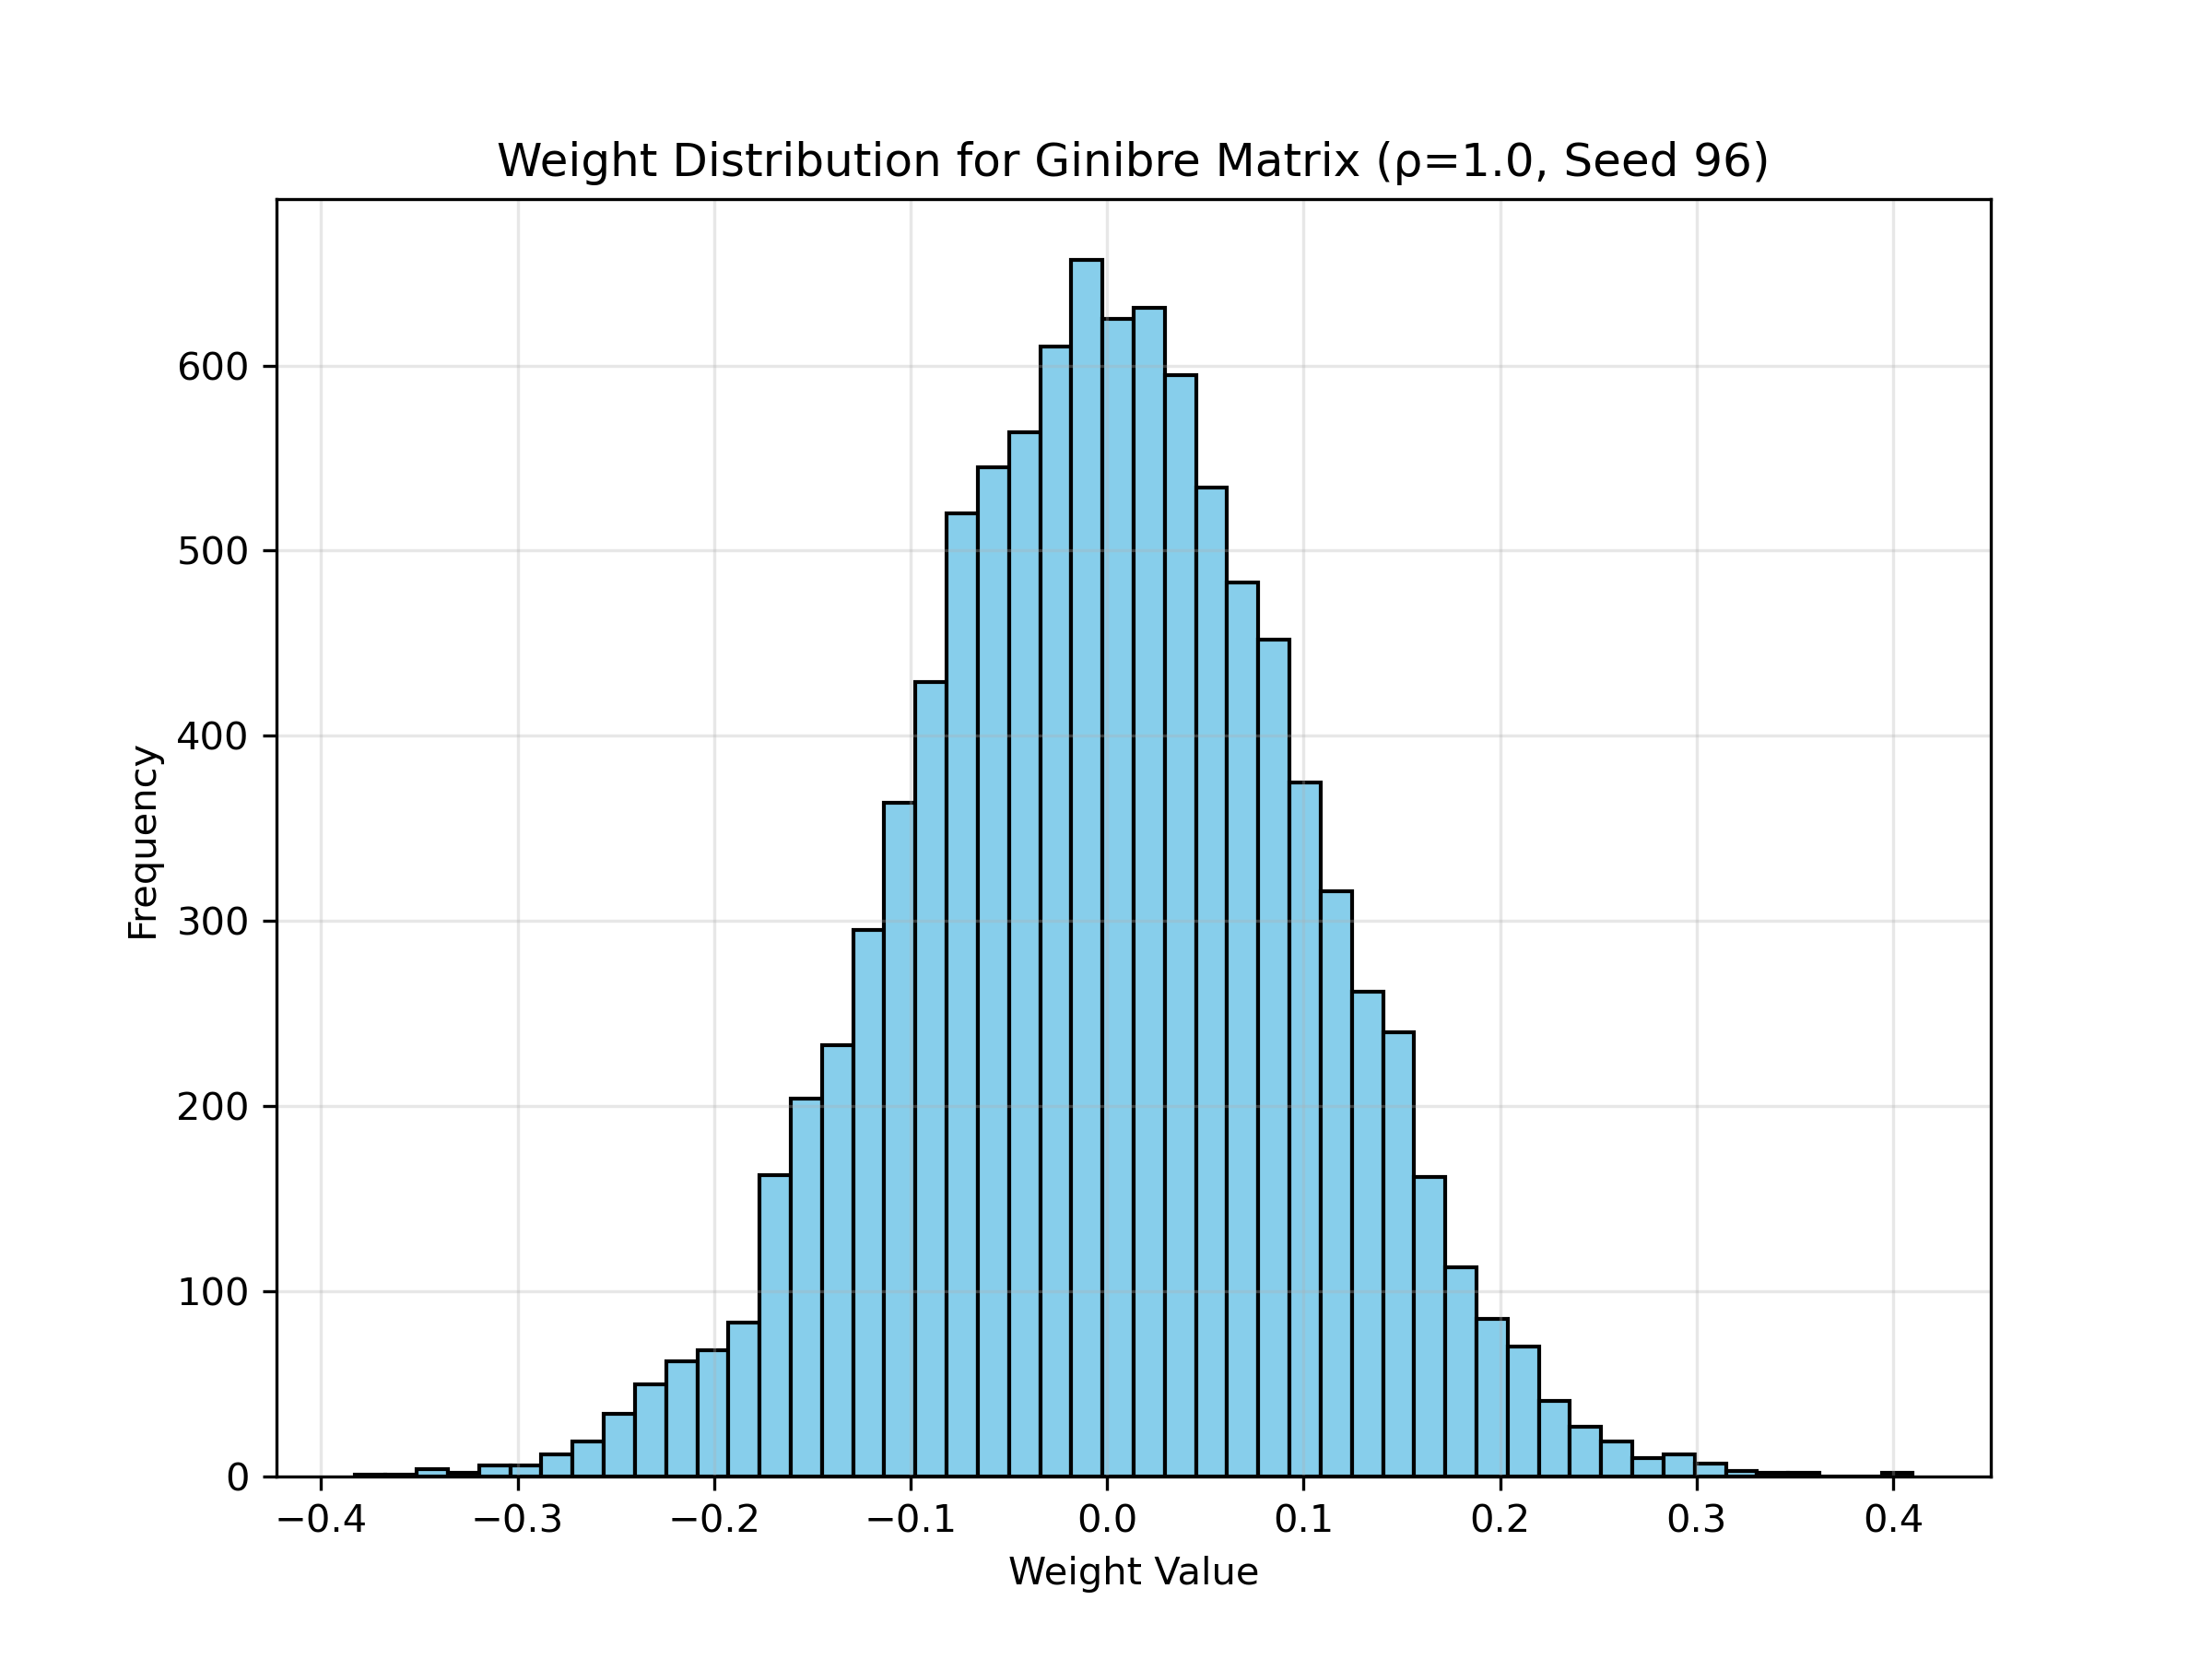 Weight Distribution for Ginibre Matrix (ρ=1.0, Seed 96)
Frequency
600
500
400
300
200
100
0
−0.4 −0.3 −0.2 −0.1 0.0 0.1 0.2 0.3 0.4
Weight Value